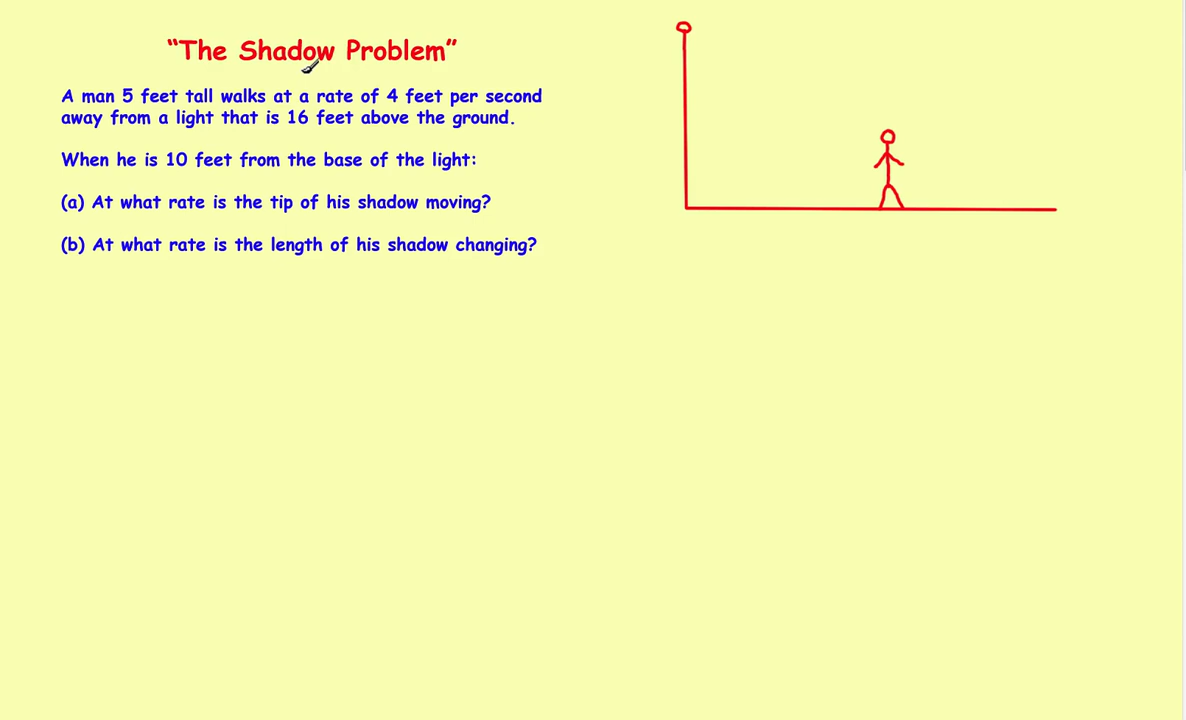 “The Shadow Problem”
A man 5 feet tall walks at a rate of 4 feet per second
away from a light that is 16 feet above the ground.
When he is 10 feet from the base of the light:
(a) At what rate is the tip of his shadow moving?
(b) At what rate is the length of his shadow changing?